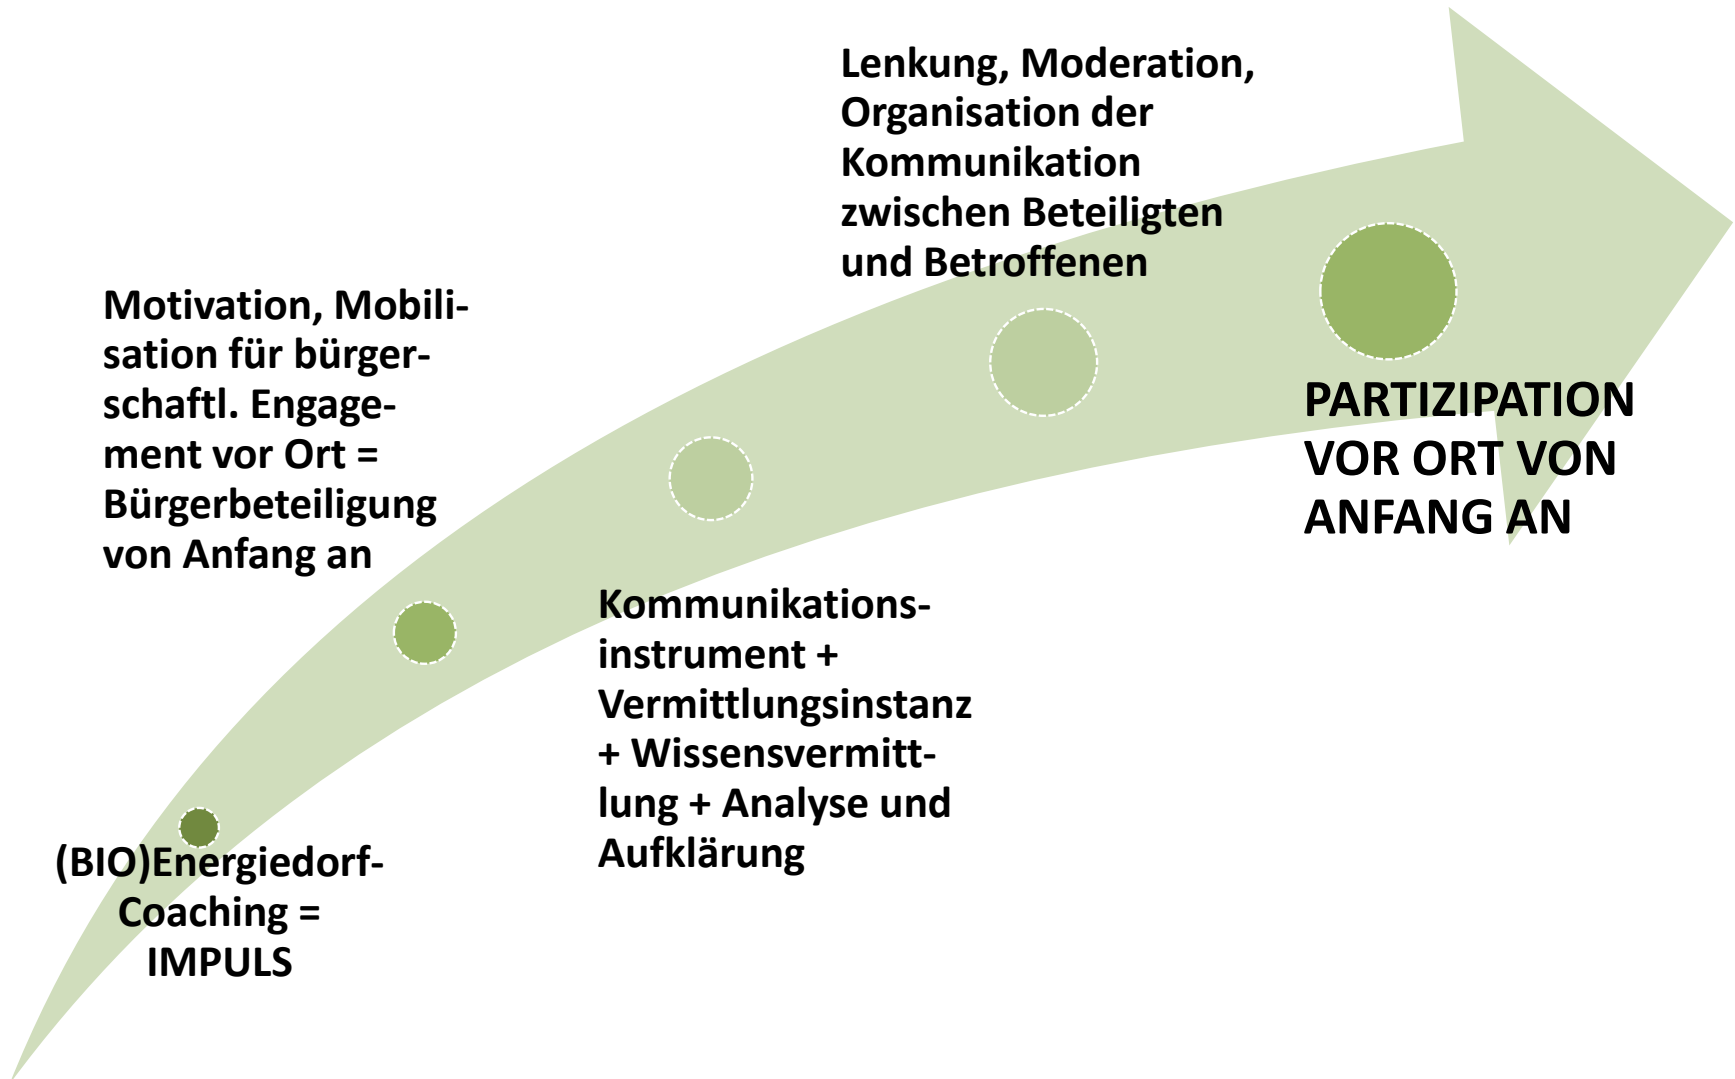 (BIO)Energiedorf-
Coaching =
IMPULS
Motivation, Mobili-
sation für bürger-
schaftl. Engage-
ment vor Ort =
Bürgerbeteiligung
von Anfang an
Kommunikations-
instrument +
Vermittlungsinstanz
+ Wissensvermitt-
lung + Analyse und
Aufklärung
Lenkung, Moderation,
Organisation der
Kommunikation
zwischen Beteiligten
und Betroffenen
PARTIZIPATION
VOR ORT VON
ANFANG AN